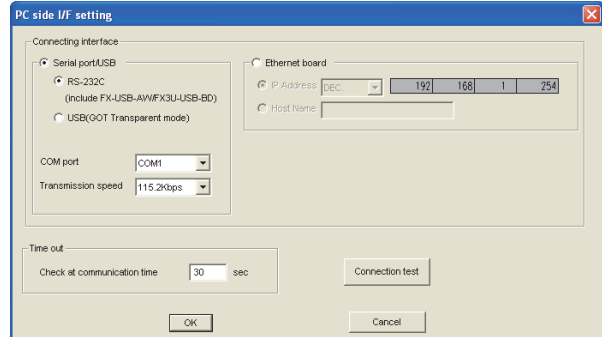 PC side I/F setting
Connecting interface
Serial port/USB
RS-232C
(include FX-USB-AW/FX3U-USB-BD)
USB(GOT Transparent mode)
COM port
COM1
Transmission speed
115.2Kbps
Ethernet board
IP Address
DEC.
192 168 1 254
Host Name
Time out
Check at communication time 30 sec
Connection test
OK
Cancel